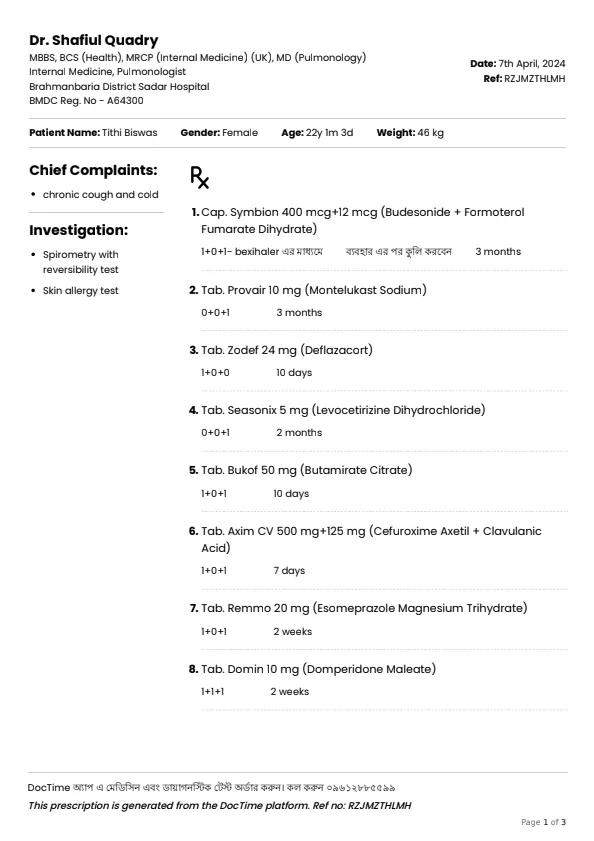 Dr. Shafiul Quadry
MBBS, BCS (Health), MRCP (Internal Medicine) (UK), MD (Pulmonology)
Internal Medicine, Pulmonologist
Brahmanbaria District Sadar Hospital
BMDC Reg. No - A64300
Date: 7th April, 2024
Ref: RZJMZTHLMH
Patient Name: Tithi Biswas Gender: Female Age: 22y 1m 3d Weight: 46 kg
Chief Complaints:
• chronic cough and cold
Investigation:
• Spirometry with
reversibility test
• Skin allergy test
Rx
1. Cap. Symbion 400 mcg+12 mcg (Budesonide + Formoterol
Fumarate Dihydrate)
1+0+1- bexihaler এর মাধ্যমে ব্যবহার এর পর কুলি করবেন 3 months
2. Tab. Provair 10 mg (Montelukast Sodium)
0+0+1 3 months
3. Tab. Zodef 24 mg (Deflazacort)
1+0+0 10 days
4. Tab. Seasonix 5 mg (Levocetirizine Dihydrochloride)
0+0+1 2 months
5. Tab. Bukof 50 mg (Butamirate Citrate)
1+0+1 10 days
6. Tab. Axim CV 500 mg+125 mg (Cefuroxime Axetil + Clavulanic
Acid)
1+0+1 7 days
7. Tab. Remmo 20 mg (Esomeprazole Magnesium Trihydrate)
1+0+1 2 weeks
8. Tab. Domin 10 mg (Domperidone Maleate)
1+1+1 2 weeks
DocTime অ্যাপ এ মেডিসিন এবং ডায়াগনস্টিক টেস্ট অর্ডার করুন। কল করুন ০৯৬১২৮৮৫৫৯৯
This prescription is generated from the DocTime platform. Ref no: RZJMZTHLMH
Page 1 of 3